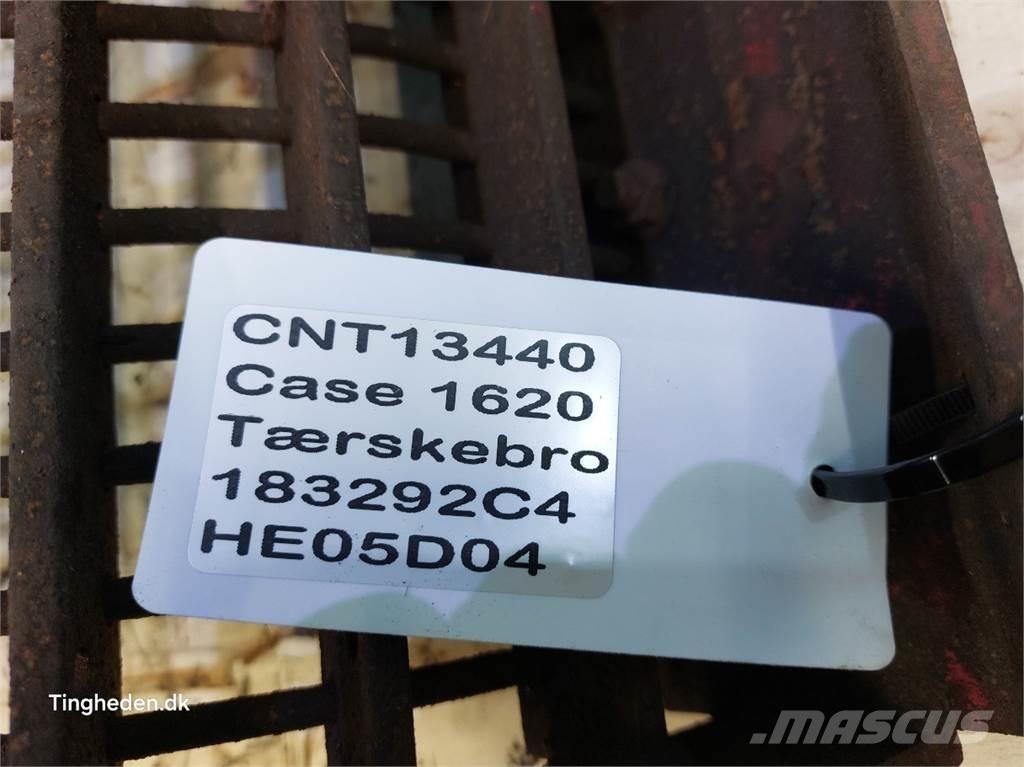 CNT13440
Case 1620
Tærskebro
183292C4
HE05D04
Tingheden.dk
MASCUS